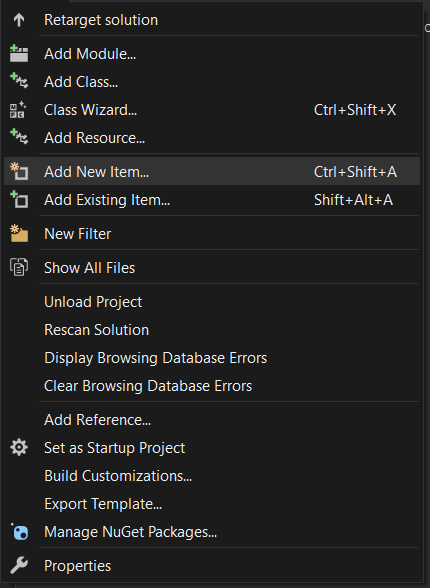 Retarget solution
Add Module...
Add Class...
Class Wizard... Ctrl+Shift+X
Add Resource...
Add New Item... Ctrl+Shift+A
Add Existing Item... Shift+Alt+A
New Filter
Show All Files
Unload Project
Rescan Solution
Display Browsing Database Errors
Clear Browsing Database Errors
Add Reference...
Set as Startup Project
Build Customizations...
Export Template...
Manage NuGet Packages...
Properties